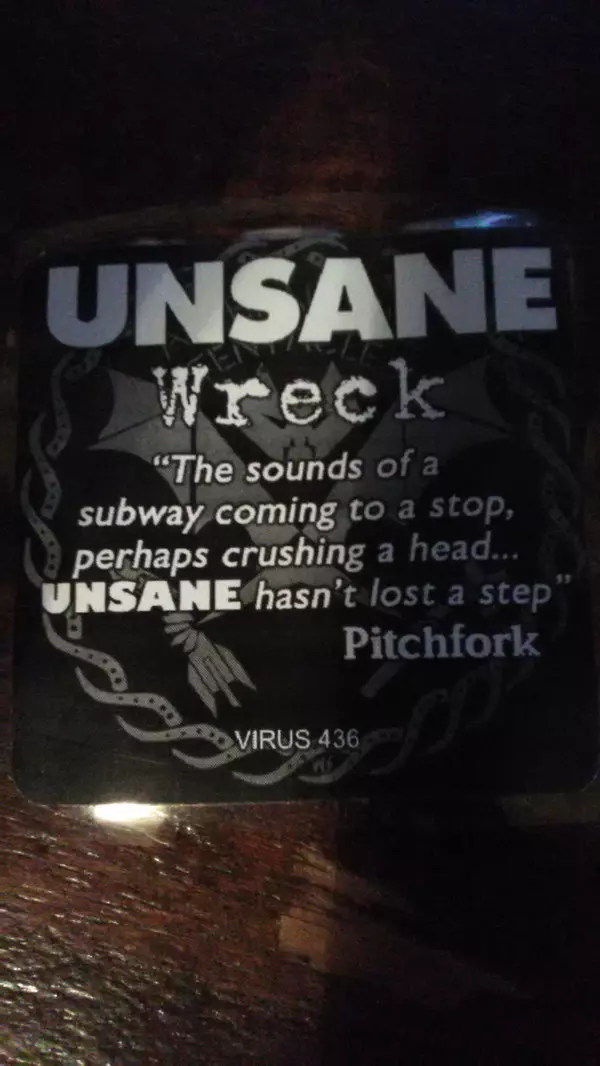 UNSANE
Wreck
"The sounds of a
subway coming to a stop,
perhaps crushing a head...
UNSANE hasn't lost a step"
Pitchfork
VIRUS 436